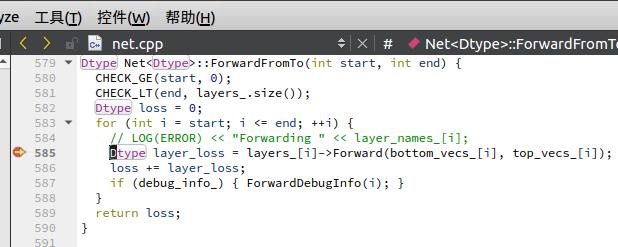 yze 工具(T) 控件(W) 帮助(H)
net.cpp # Net<Dtype>::ForwardFromTo
579 Dtype Net<Dtype>::ForwardFromTo(int start, int end) {
580 CHECK_GE(start, 0);
581 CHECK_LT(end, layers_.size());
582 Dtype loss = 0;
583 for (int i = start; i <= end; ++i) {
584 // LOG(ERROR) << "Forwarding " << layer_names_[i];
585 Dtype layer_loss = layers_[i]->Forward(bottom_vecs_[i], top_vecs_[i]);
586 loss += layer_loss;
587 if (debug_info_) { ForwardDebugInfo(i); }
588 }
589 return loss;
590 }
591